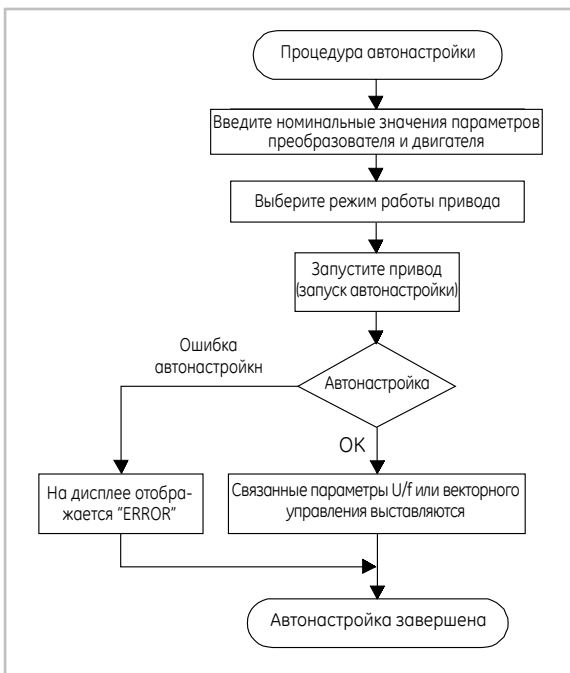 Процедура автонастройки
Введите номинальные значения параметров
преобразователя и двигателя
Выберите режим работы привода
Запустите привод
(запуск автонастройки)
Ошибка
автонастройкн
Автонастройка
OK
На дисплее отобра-
жается “ERROR”
Связанные параметры U/f или векторного
управления выставляются
Автонастройка завершена